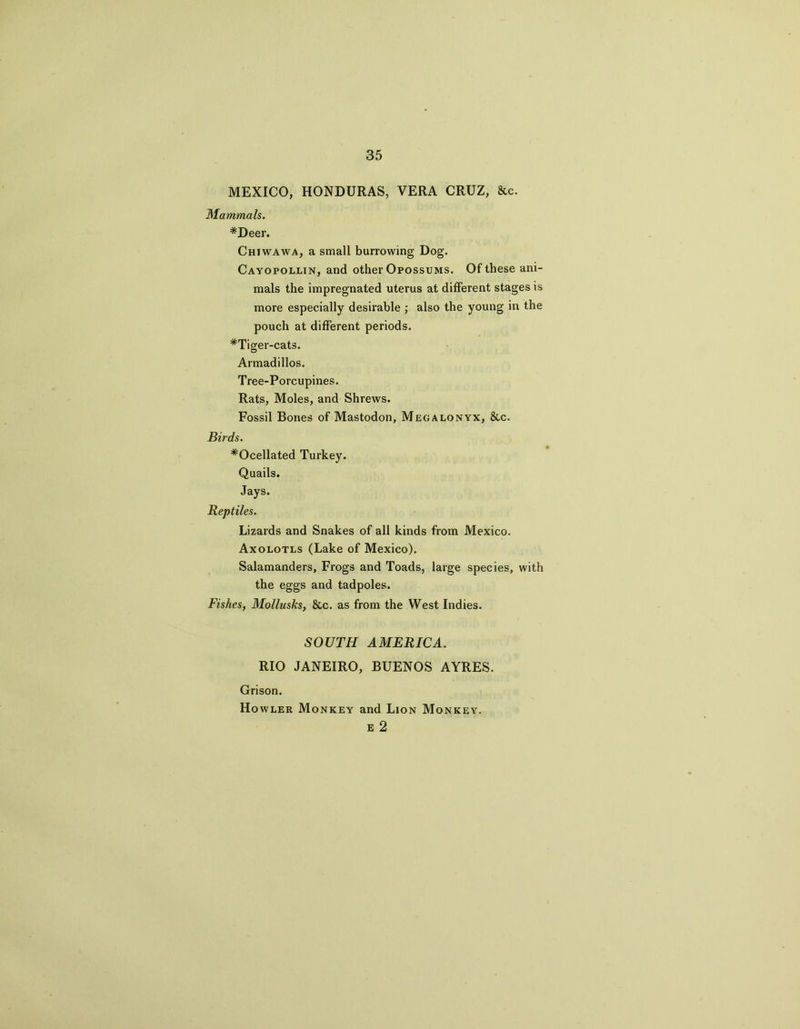 35
MEXICO, HONDURAS, VERA CRUZ, &c.
Mammals.
*Deer.
Chiwawa, a small burrowing Dog.
Cayopollin, and other Opossums. Of these ani-
mals the impregnated uterus at different stages is
more especially desirable ; also the young in the
pouch at different periods.
*Tiger-cats.
Armadillos.
Tree-Porcupines.
Rats, Moles, and Shrews.
Fossil Bones of Mastodon, Megalonyx, &c.
Birds.
*Ocellated Turkey.
Quails.
Jays.
Reptiles.
Lizards and Snakes of all kinds from Mexico.
Axolotls (Lake of Mexico).
Salamanders, Frogs and Toads, large species, with
the eggs and tadpoles.
Fishes, Mollusks, &c. as from the West Indies.
SOUTH AMERICA.
RIO JANEIRO, BUENOS AYRES.
Grison.
Howler Monkey and Lion Monkey.
E 2